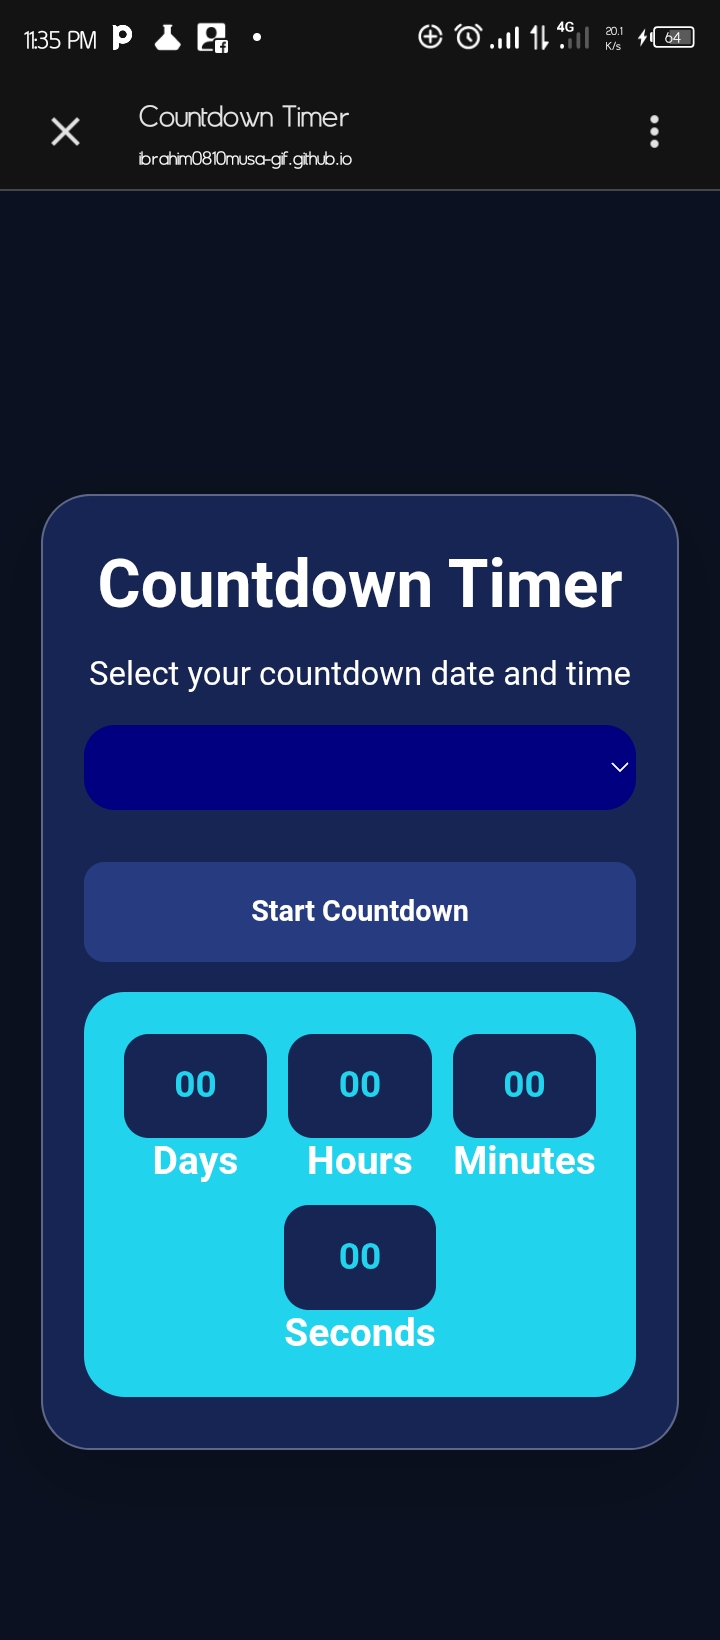 11:35 PM 4G 20.1 K/s 64
Countdown Timer
ibrahim0810musa-gif.github.io
Countdown Timer
Select your countdown date and time
Start Countdown
00 00 00
Days Hours Minutes
00
Seconds